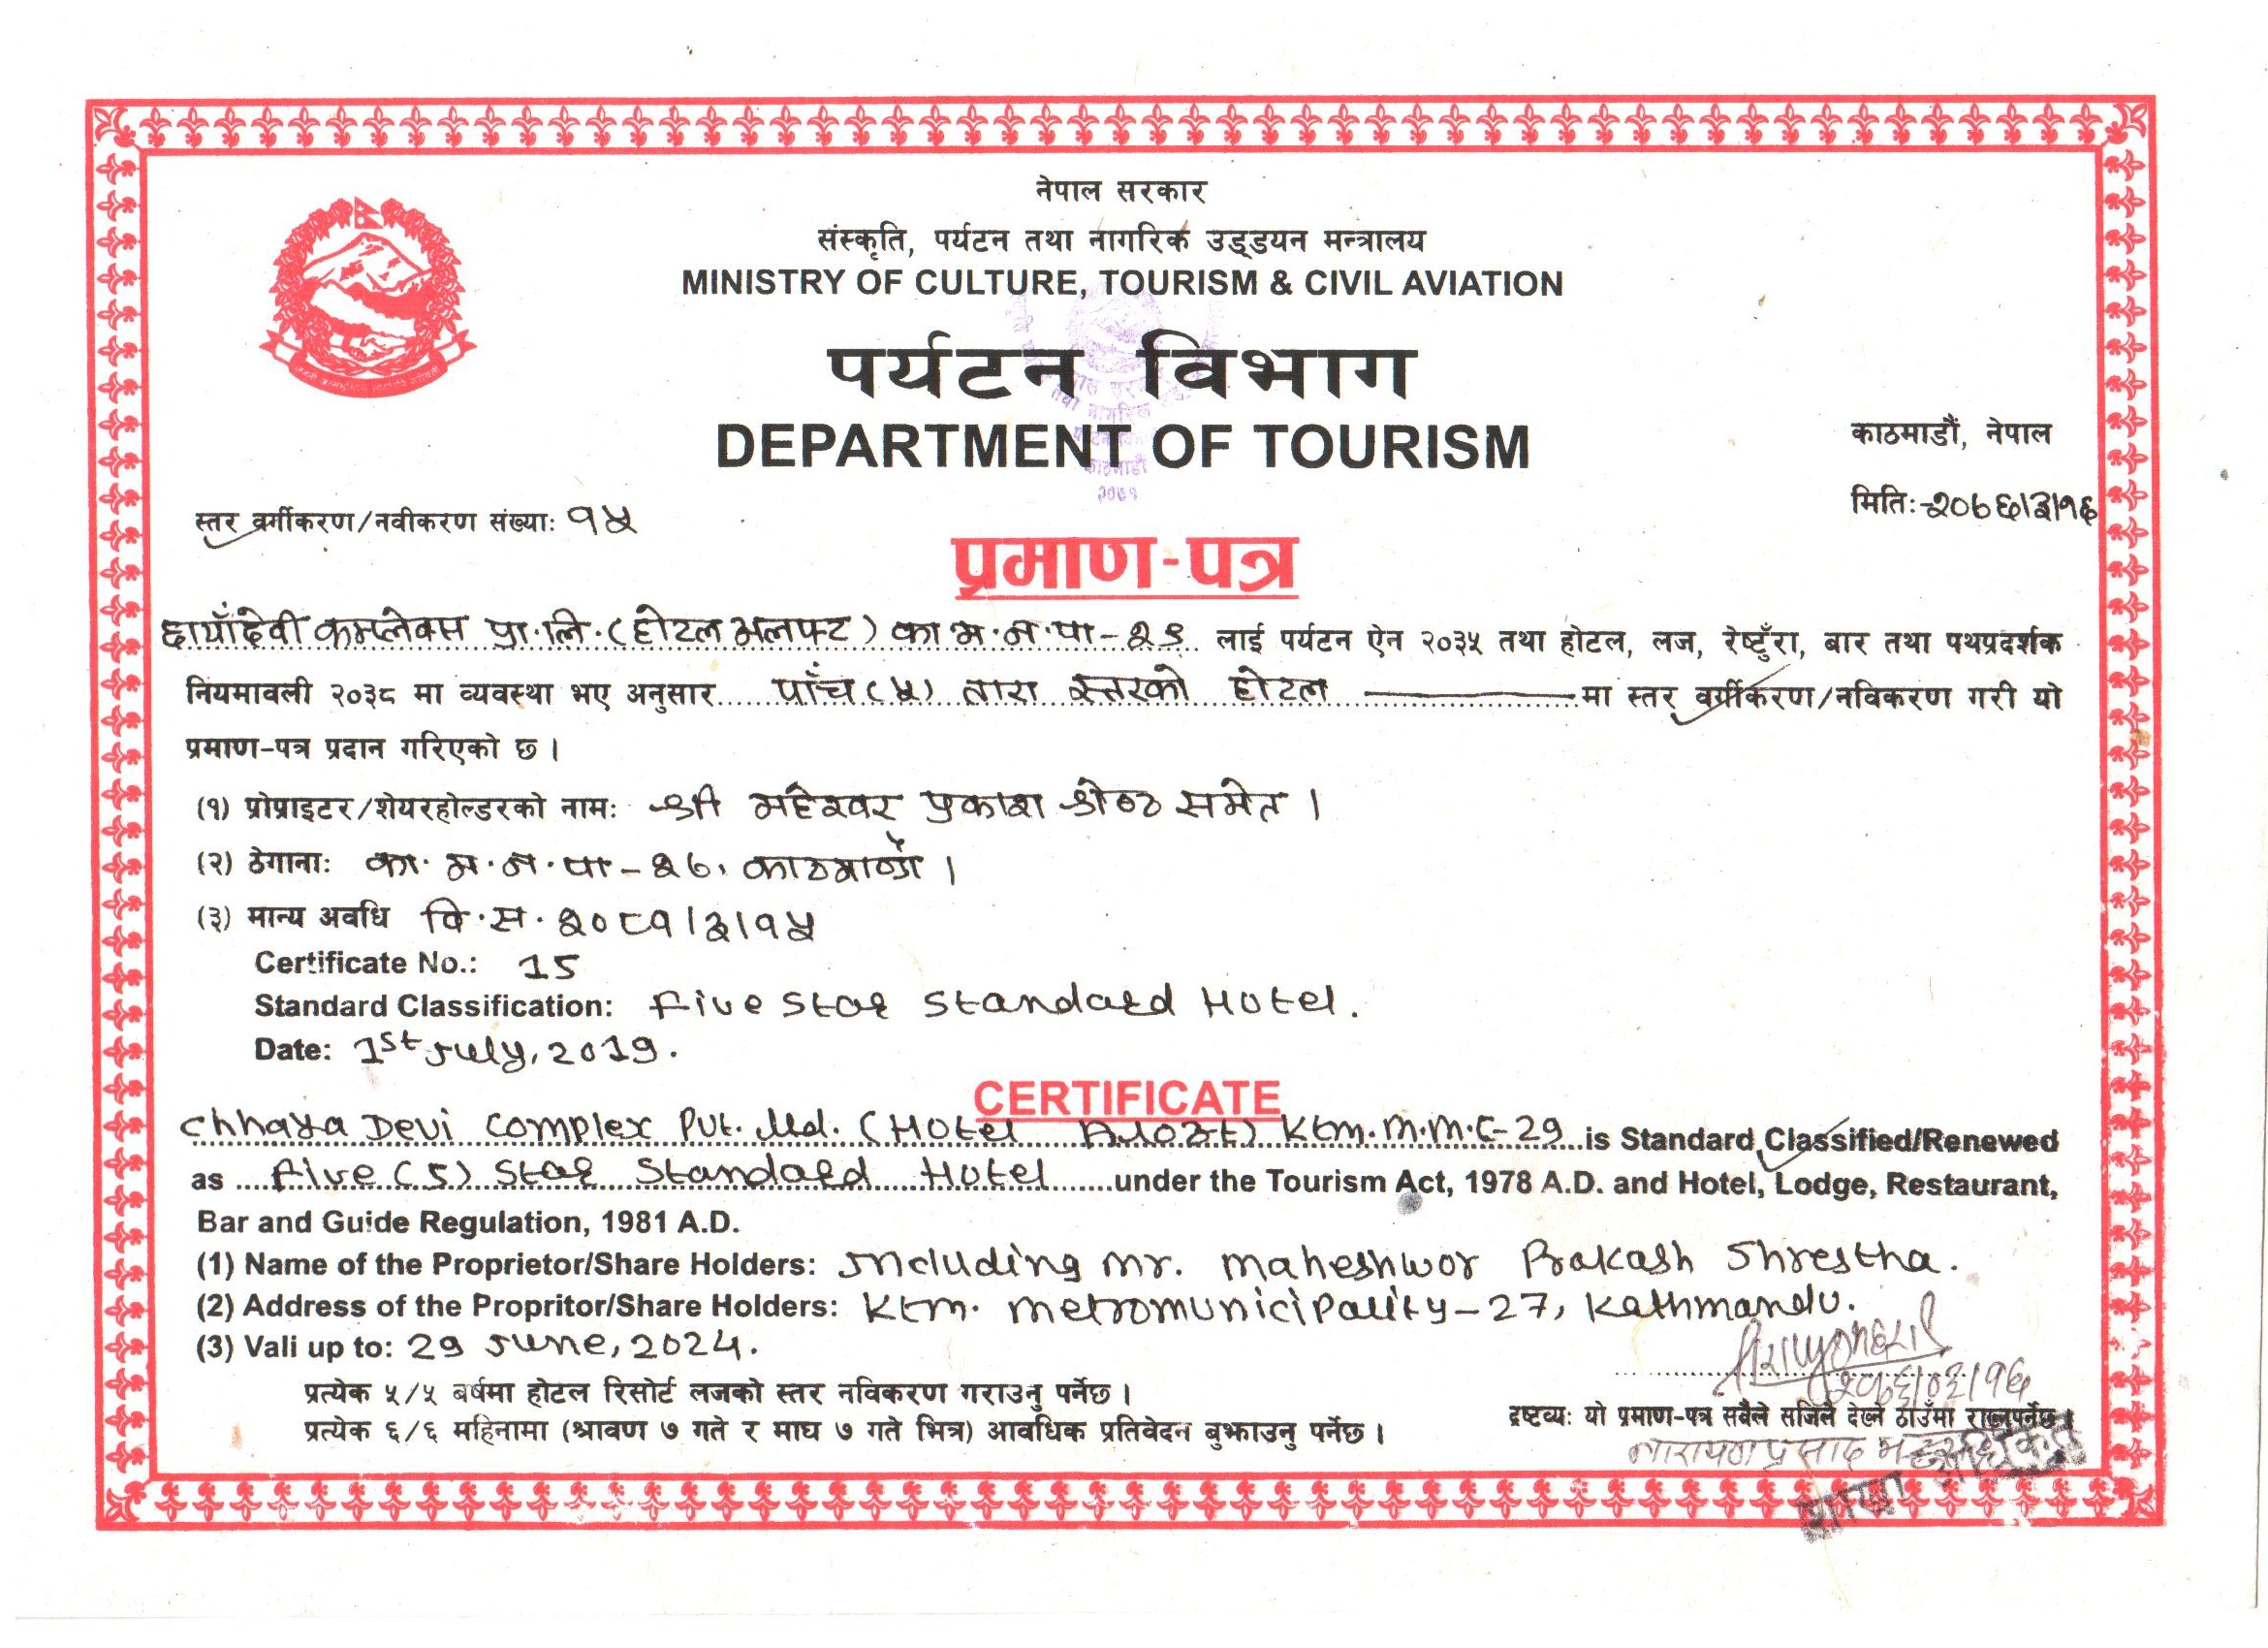 नेपाल सरकार
संस्कृति, पर्यटन तथा नागरिक उड्डयन मन्त्रालय
MINISTRY OF CULTURE, TOURISM & CIVIL AVIATION
पर्यटन विभाग
DEPARTMENT OF TOURISM
काठमाडौं, नेपाल
मिति:-२०७६।३।१६
स्तर वर्गीकरण/नवीकरण संख्या: १५
प्रमाण-पत्र
छायाँदेवी कम्प्लेक्स प्रा.लि. (होटल अलफ्ट) का.म.न.पा-२९ लाई पर्यटन ऐन २०३५ तथा होटल, लज, रेष्टुँरा, बार तथा पथप्रदर्शक
नियमावली २०३८ मा व्यवस्था भए अनुसार पाँच (५) तारा स्तरको होटल मा स्तर वर्गीकरण/नविकरण गरी यो
प्रमाण-पत्र प्रदान गरिएको छ ।
(१) प्रोप्राइटर/शेयरहोल्डरको नाम: श्री महेश्वर प्रकाश श्रेष्ठ समेत ।
(२) ठेगाना: का.म.न.पा-२७, काठमाण्डौं ।
(३) मान्य अवधि वि.स. २०८१।३।१५
Certificate No.: 15
Standard Classification: Five Star Standard Hotel.
Date: 1st July, 2019.
CERTIFICATE
Chhaya Devi Complex Pvt. Ltd. (Hotel Aloft) Ktm.M.M.C-29 is Standard Classified/Renewed
as Five (5) Star Standard Hotel under the Tourism Act, 1978 A.D. and Hotel, Lodge, Restaurant,
Bar and Guide Regulation, 1981 A.D.
(1) Name of the Proprietor/Share Holders: Including Mr. Maheshwor Prakash Shrestha.
(2) Address of the Propritor/Share Holders: Ktm. Metromunicipality-27, Kathmandu.
(3) Vali up to: 29 June, 2024.
२०७६/०३/१६
प्रत्येक ५/५ बर्षमा होटल रिसोर्ट लजको स्तर नविकरण गराउनु पर्नेछ ।
द्रष्टव्य: यो प्रमाण-पत्र सबैले सजिलै देख्ने ठाउँमा राख्नुपर्नेछ ।
प्रत्येक ६/६ महिनामा (श्रावण ७ गते र माघ ७ गते भित्र) आवधिक प्रतिवेदन बुझाउनु पर्नेछ ।
नारायण प्रसाद
शाखा अधिकृत